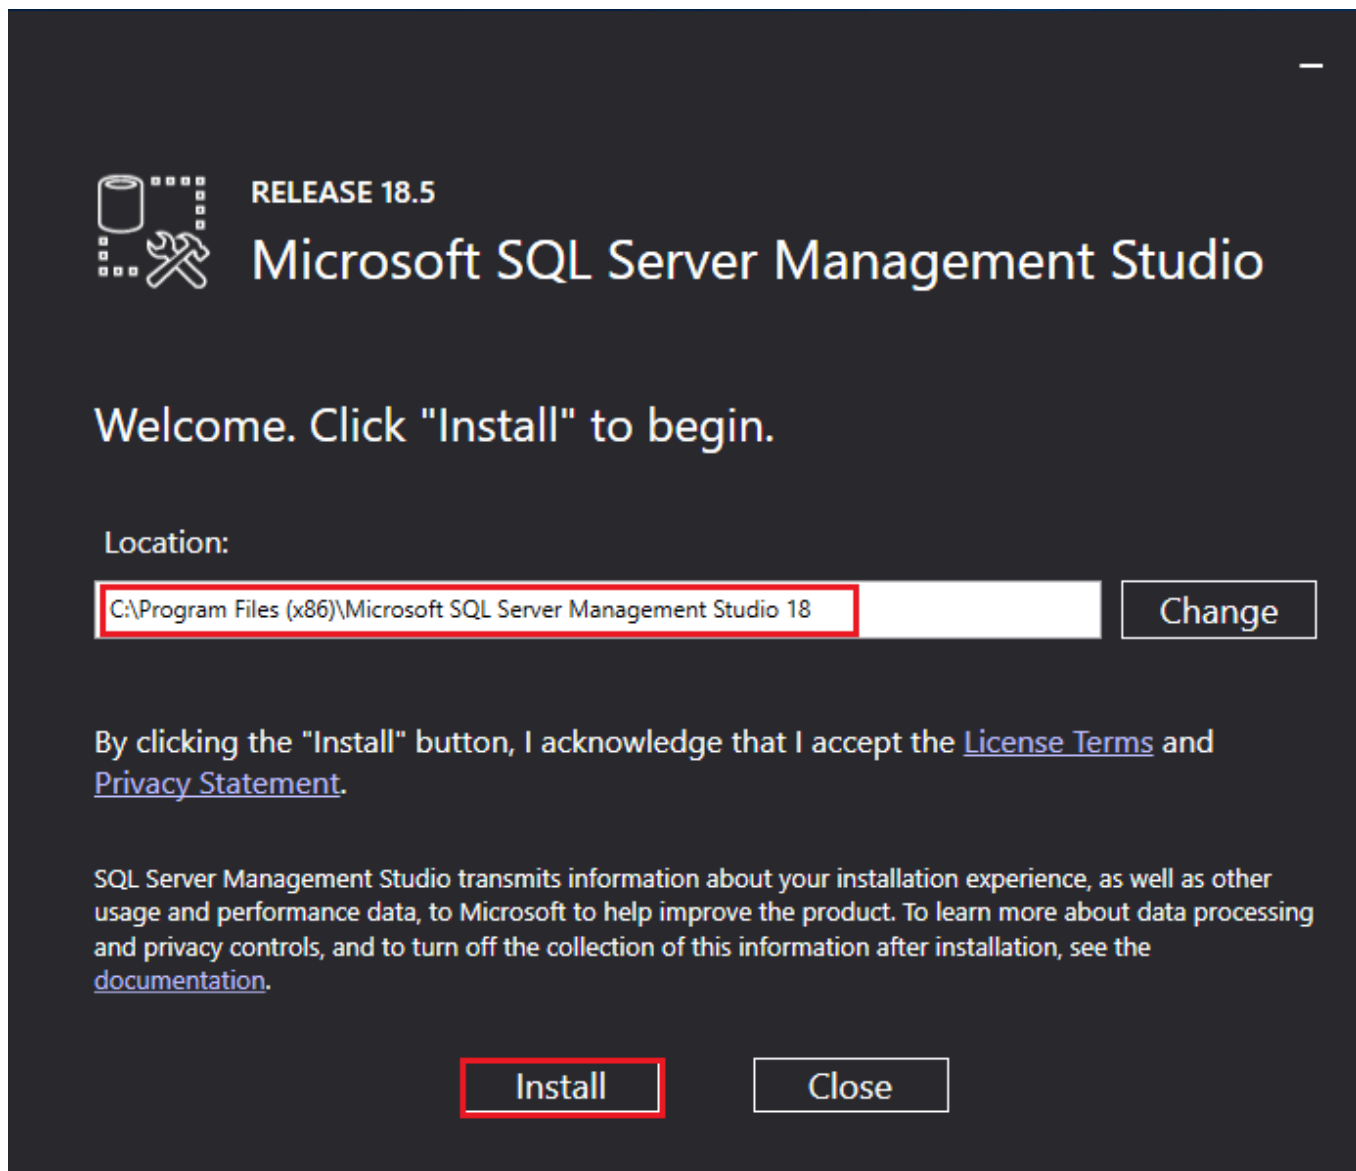 RELEASE 18.5
Microsoft SQL Server Management Studio
Welcome. Click "Install" to begin.
Location:
C:\Program Files (x86)\Microsoft SQL Server Management Studio 18
Change
By clicking the "Install" button, I acknowledge that I accept the License Terms and
Privacy Statement.
SQL Server Management Studio transmits information about your installation experience, as well as other
usage and performance data, to Microsoft to help improve the product. To learn more about data processing
and privacy controls, and to turn off the collection of this information after installation, see the
documentation.
Install
Close